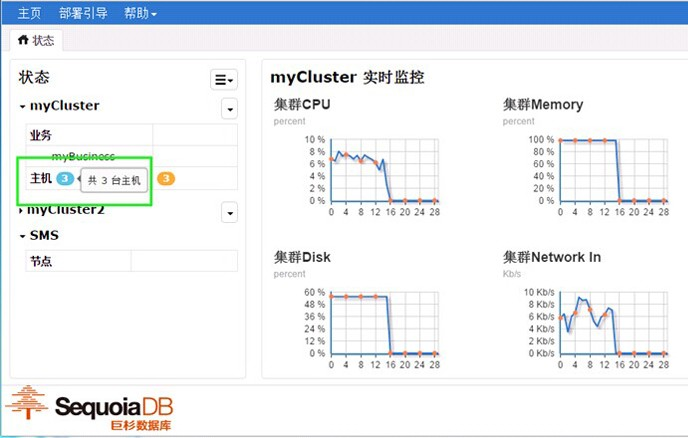 主页 部署引导 帮助
状态
状态
myCluster
业务
myBusiness
主机 3 共 3 台主机 3
myCluster2
SMS
节点
myCluster 实时监控
集群CPU
percent
10 %
8 %
6 %
4 %
2 %
0 %
0 4 8 12 16 20 24 28
集群Memory
percent
100 %
80 %
60 %
40 %
20 %
0 %
0 4 8 12 16 20 24 28
集群Disk
percent
60 %
48 %
36 %
24 %
12 %
0 %
0 4 8 12 16 20 24 28
集群Network In
Kb/s
10 Kb/s
8 Kb/s
6 Kb/s
4 Kb/s
2 Kb/s
0 Kb/s
0 4 8 12 16 20 24 28
SequoiaDB
巨杉数据库